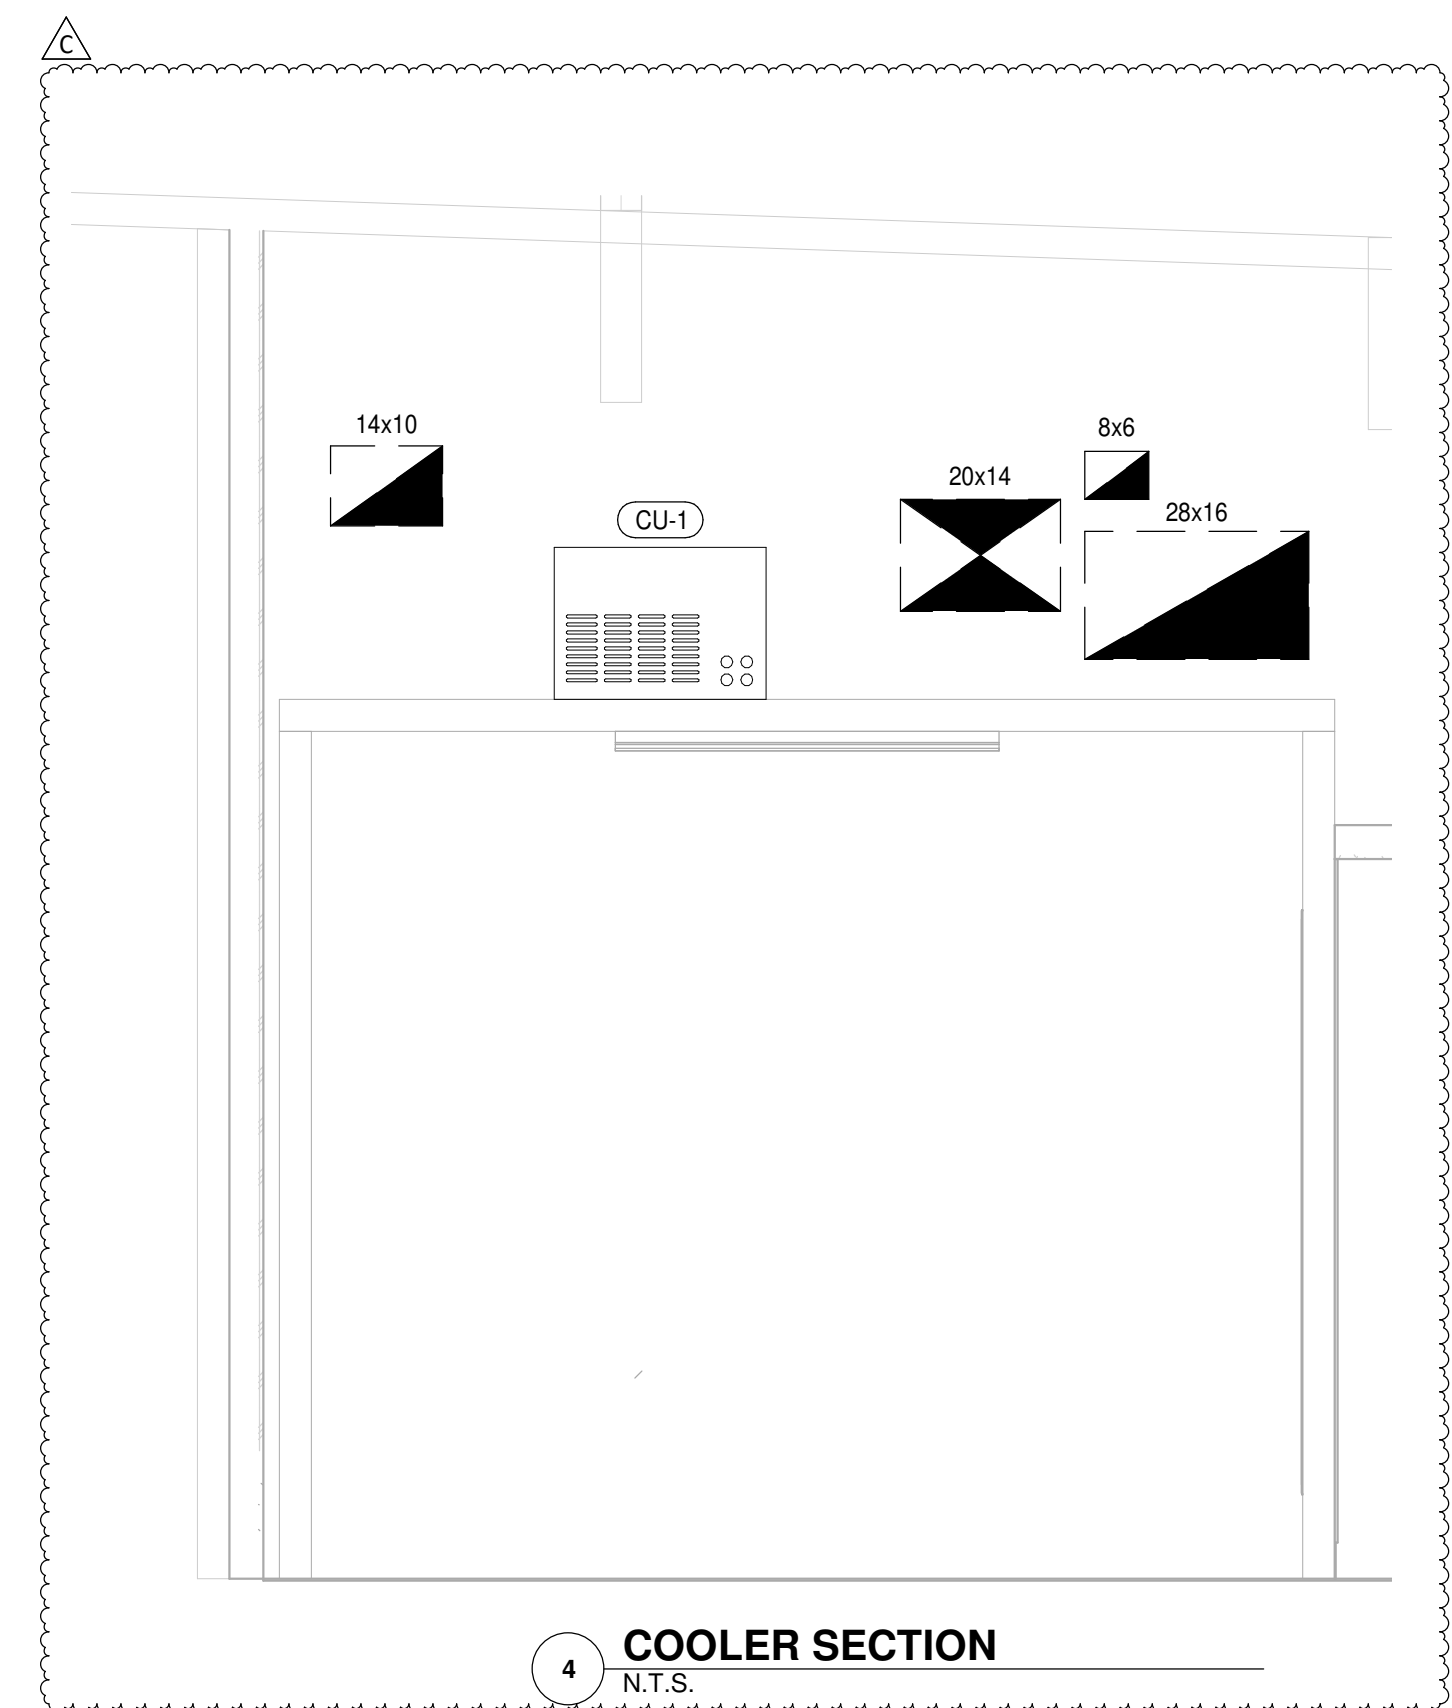 C
14x10
8x6
20x14
28x16
CU-1
4
COOLER SECTION
N.T.S.